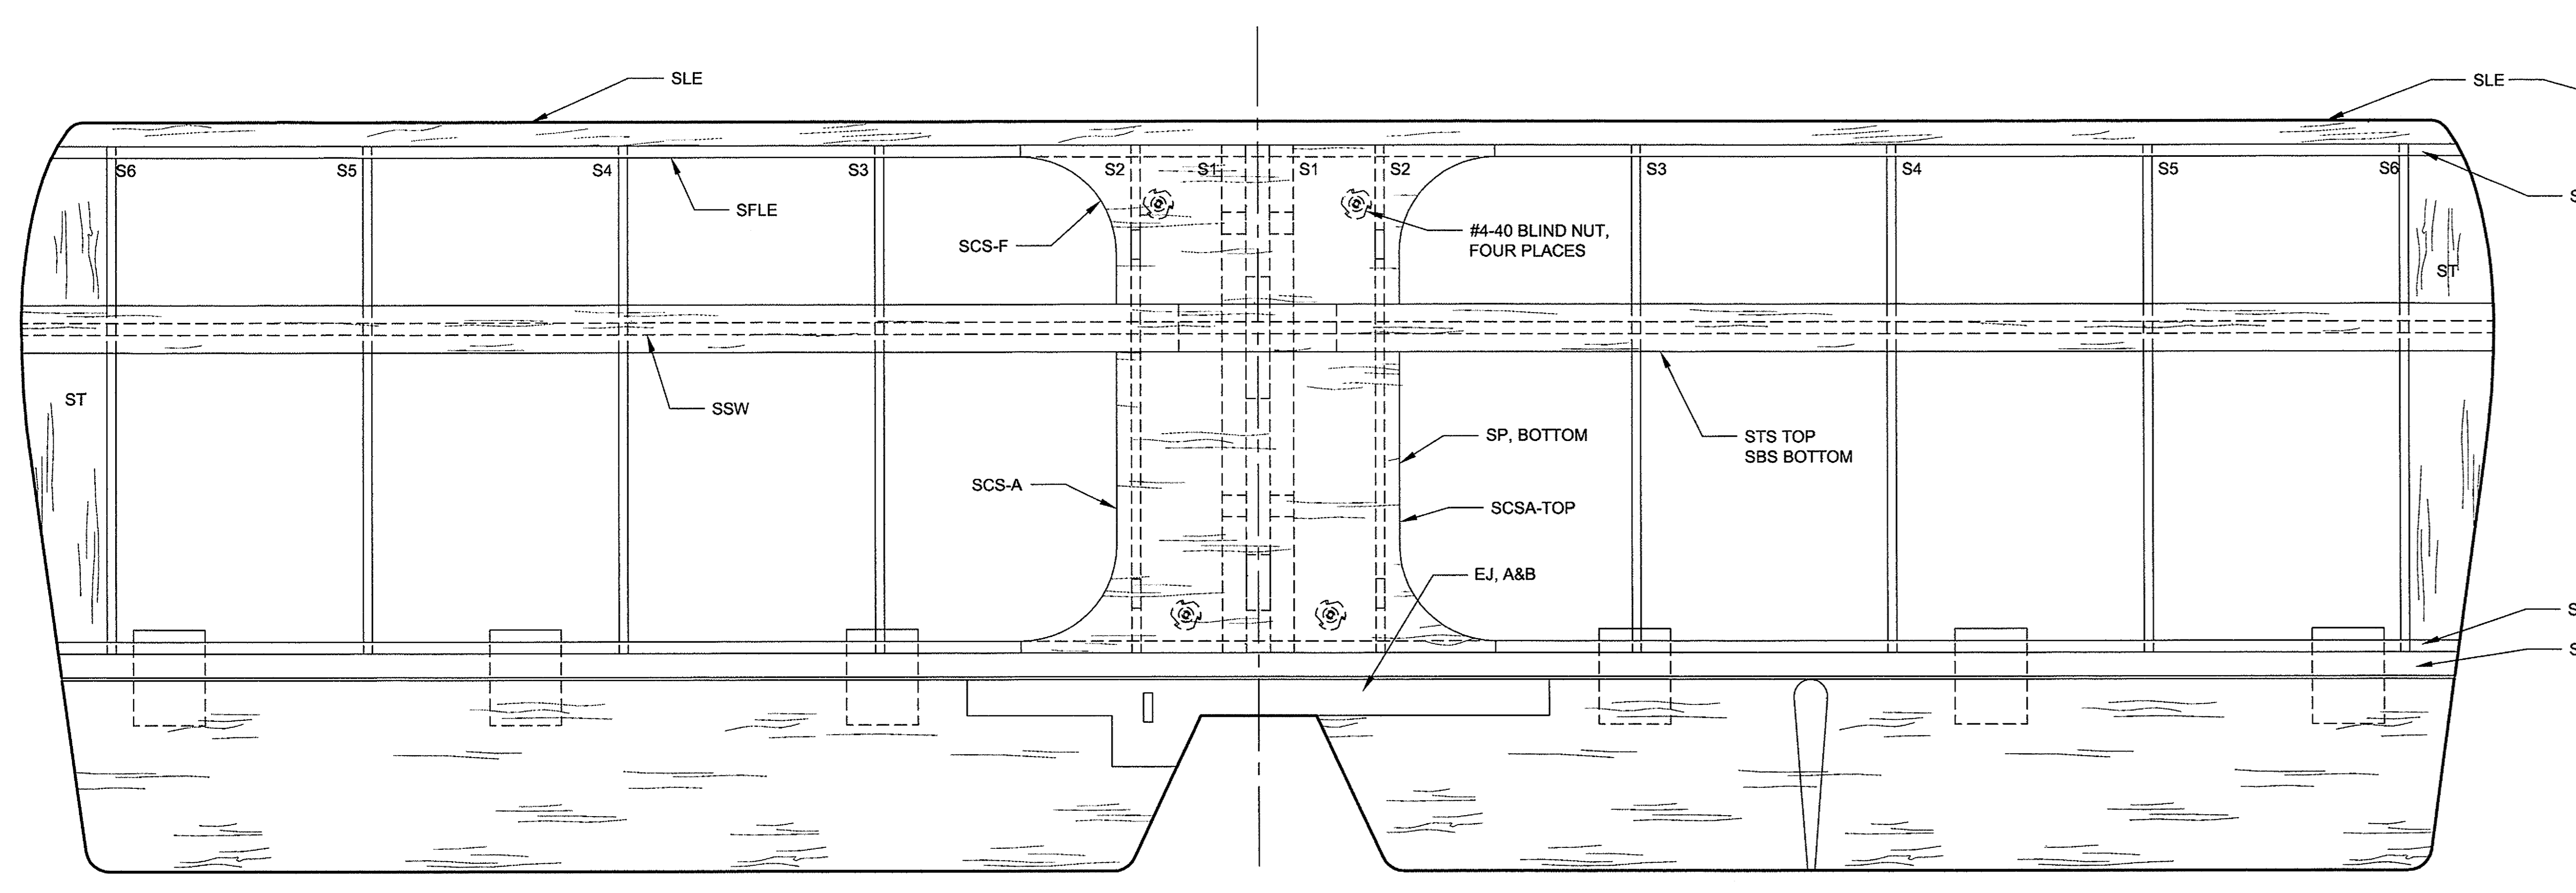 SLE
SLE
S6
S5
S4
S3
S2
S1
S1
S2
S3
S4
S5
S6
SFLE
SCS-F
#4-40 BLIND NUT,
FOUR PLACES
S
ST
ST
SSW
SP, BOTTOM
STS TOP
SBS BOTTOM
SCS-A
SCSA-TOP
EJ, A&B
S
S